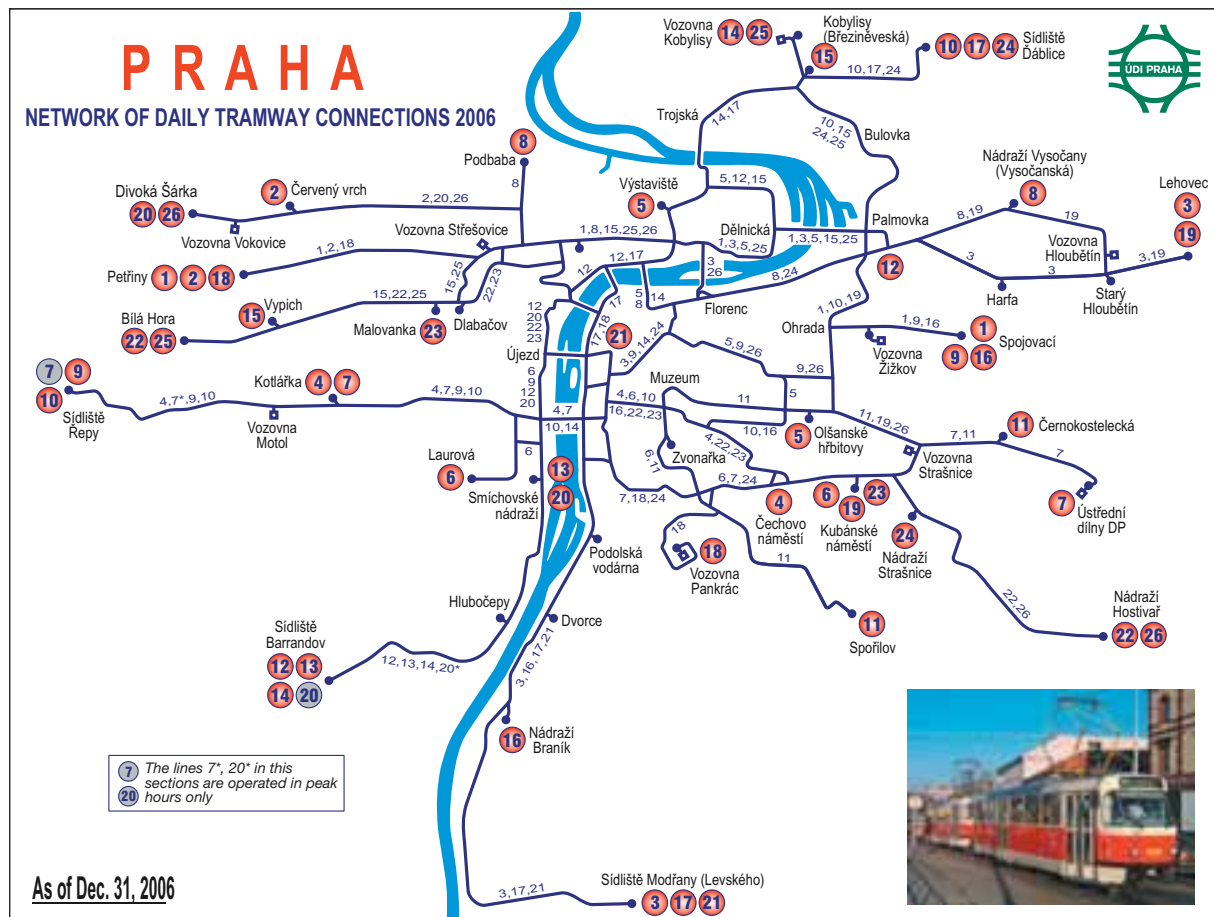 PRAHA
NETWORK OF DAILY TRAMWAY CONNECTIONS 2006
Vozovna
Kobylisy
14 25
Kobylisy
(Březiněveská)
15
Sídliště
Ďáblice
10 17 24
10,17,24
ÚDI PRAHA
Trojská
14,17
10,15
24,25
Bulovka
8
Podbaba
8
Divoká Šárka
20 26
2
Červený vrch
2,20,26
Vozovna Vokovice
Vozovna Střešovice
Výstaviště
5
5,12,15
Dělnická
Palmovka
Nádraží Vysočany
(Vysočanská)
8
8,19
19
Lehovec
3
19
Vozovna
Hloubětín
3,19
1,8,15,25,26
1,3,5,25
1,3,5,15,25
12
3
3
Harfa
Starý
Hloubětín
Petřiny
1 2 18
1,2,18
15,25
22,23
12
12,17
3
26
8,24
17
5
8
14
Florenc
15
Vypich
15,22,25
Bílá Hora
22 25
Malovanka
23
Dlabačov
12
20
22
23
17,18
21
3,9,14,24
1,10,19
Ohrada
1,9,16
1
9 16
Spojovací
Vozovna
Žižkov
Újezd
5,9,26
9,26
5
6
9
12
20
7 9
10
Sídliště
Řepy
4,7*,9,10
Kotlářka
4 7
Vozovna
Motol
4,7,9,10
4,7
10,14
Muzeum
4,6,10
16,22,23
11
10,16
5
Olšanské
hřbitovy
11,19,26
7,11
11
Černokostelecká
7
Vozovna
Strašnice
7
Ústřední
dílny DP
Laurová
6
6
Smíchovské
nádraží
13
20
4,22,23
Zvonařka
6,11
6,7,24
7,18,24
4
Čechovo
náměstí
6
19
23
Kubánské
náměstí
24
Nádraží
Strašnice
18
18
Vozovna
Pankrác
Podolská
vodárna
11
11
Spořilov
22,26
Nádraží
Hostivař
22 26
Hlubočepy
Dvorce
Sídliště
Barrandov
12 13
14 20
12,13,14,20*
3,16,17,21
16
Nádraží
Braník
7
20
The lines 7*, 20* in this
sections are operated in peak
hours only
As of Dec. 31, 2006
3,17,21
Sídliště Modřany (Levského)
3 17 21